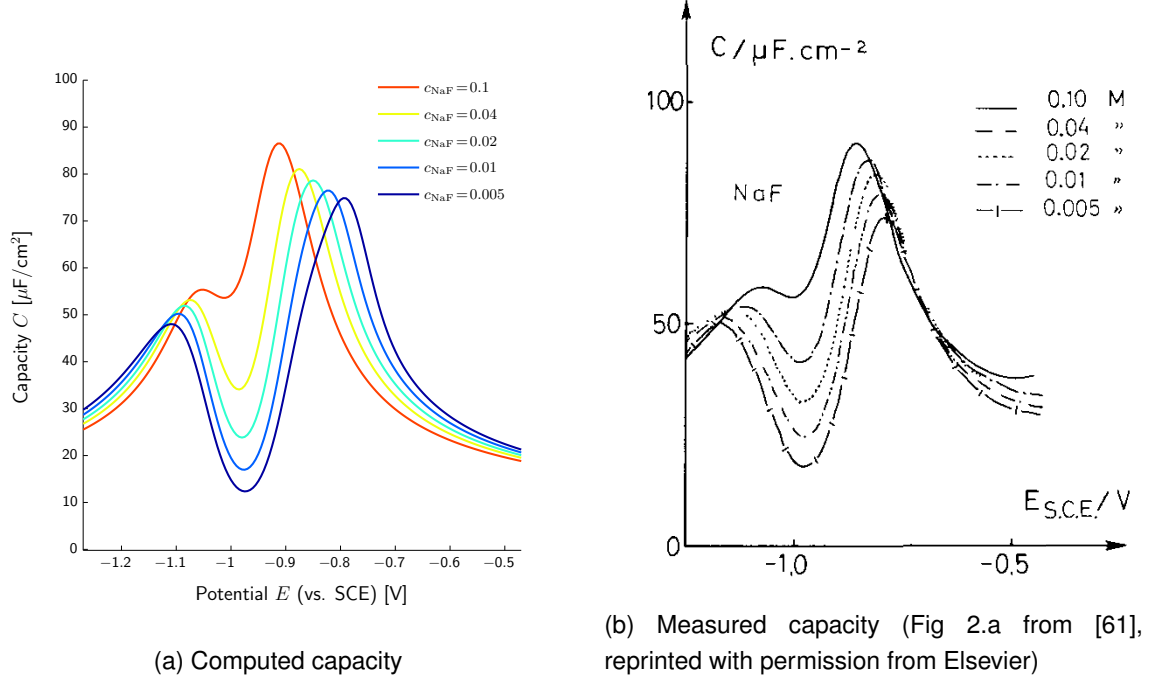 100
90
80
70
60
50
40
30
20
10
0
−1.2
−1.1
−1
−0.9
−0.8
−0.7
−0.6
−0.5
Capacity C [μF/cm²]
Potential E (vs. SCE) [V]
c_NaF=0.1
c_NaF=0.04
c_NaF=0.02
c_NaF=0.01
c_NaF=0.005
(a) Computed capacity
C/μF.cm-2
100
50
0
NaF
0.10 M
0.04 "
0.02 "
0.01 "
0.005 "
E S.C.E./V
-1,0
-0,5
(b) Measured capacity (Fig 2.a from [61],
reprinted with permission from Elsevier)